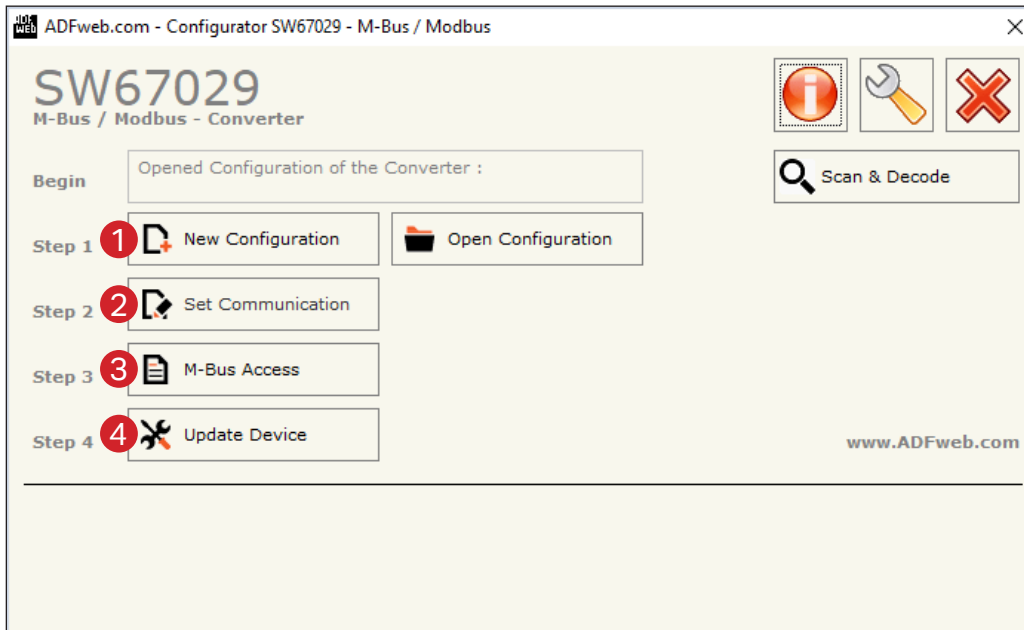 ADF WEB ADFweb.com - Configurator SW67029 - M-Bus / Modbus
SW67029
M-Bus / Modbus - Converter
Begin Opened Configuration of the Converter : Scan & Decode
Step 1 1 New Configuration Open Configuration
Step 2 2 Set Communication
Step 3 3 M-Bus Access
Step 4 4 Update Device www.ADFweb.com